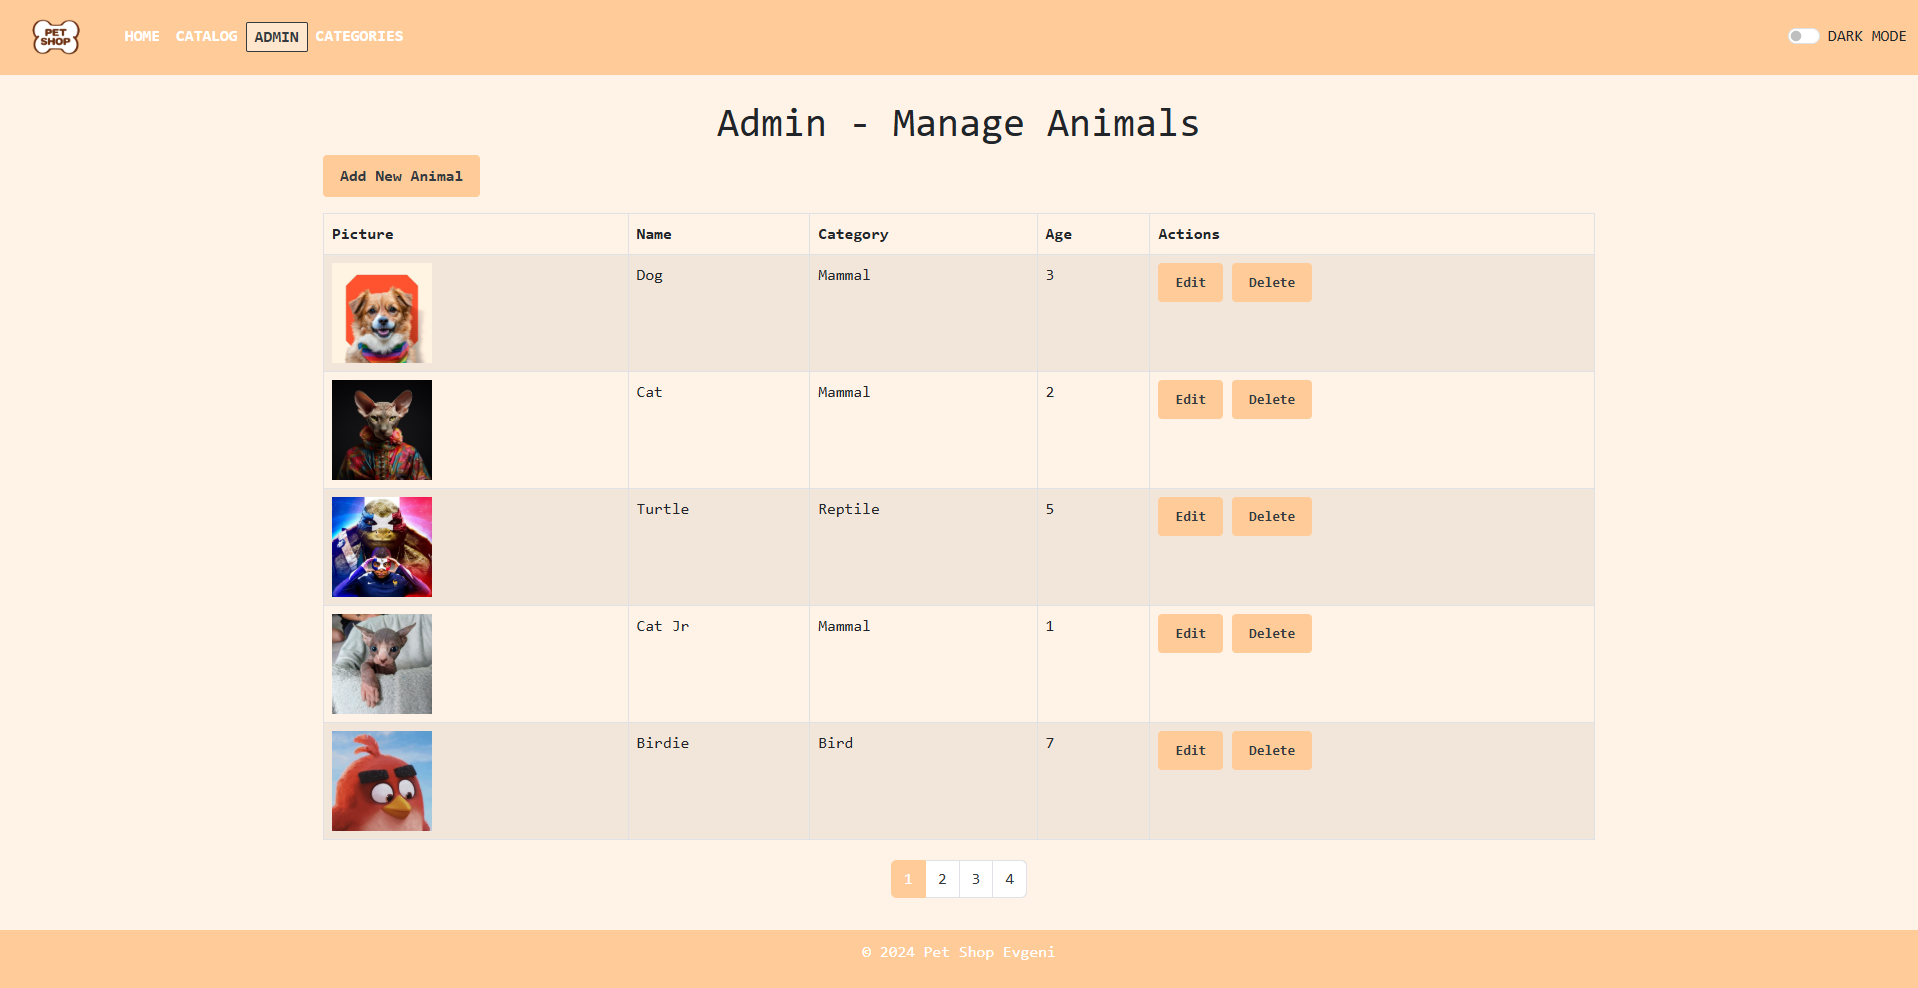 PET
SHOP
HOME CATALOG ADMIN CATEGORIES DARK MODE
Admin - Manage Animals
Add New Animal
Picture Name Category Age Actions
Dog Mammal 3 Edit Delete
Cat Mammal 2 Edit Delete
Turtle Reptile 5 Edit Delete
Cat Jr Mammal 1 Edit Delete
Birdie Bird 7 Edit Delete
1 2 3 4
© 2024 Pet Shop Evgeni